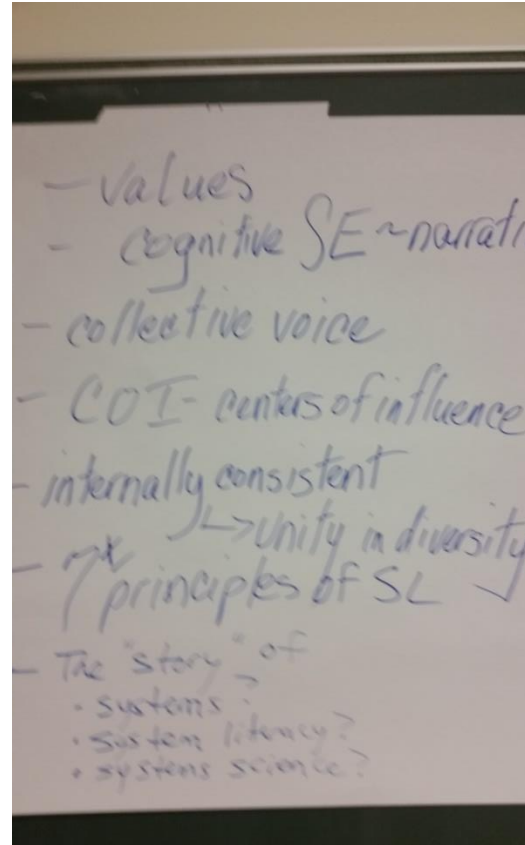 - values
- cognitive SE ~ narrati
- collective voice
- COI - centers of influence
- internally consistent
↳ unity in diversity
- 7*
principles of SL
- The "story" of
• systems?
• system literacy?
• systems science?